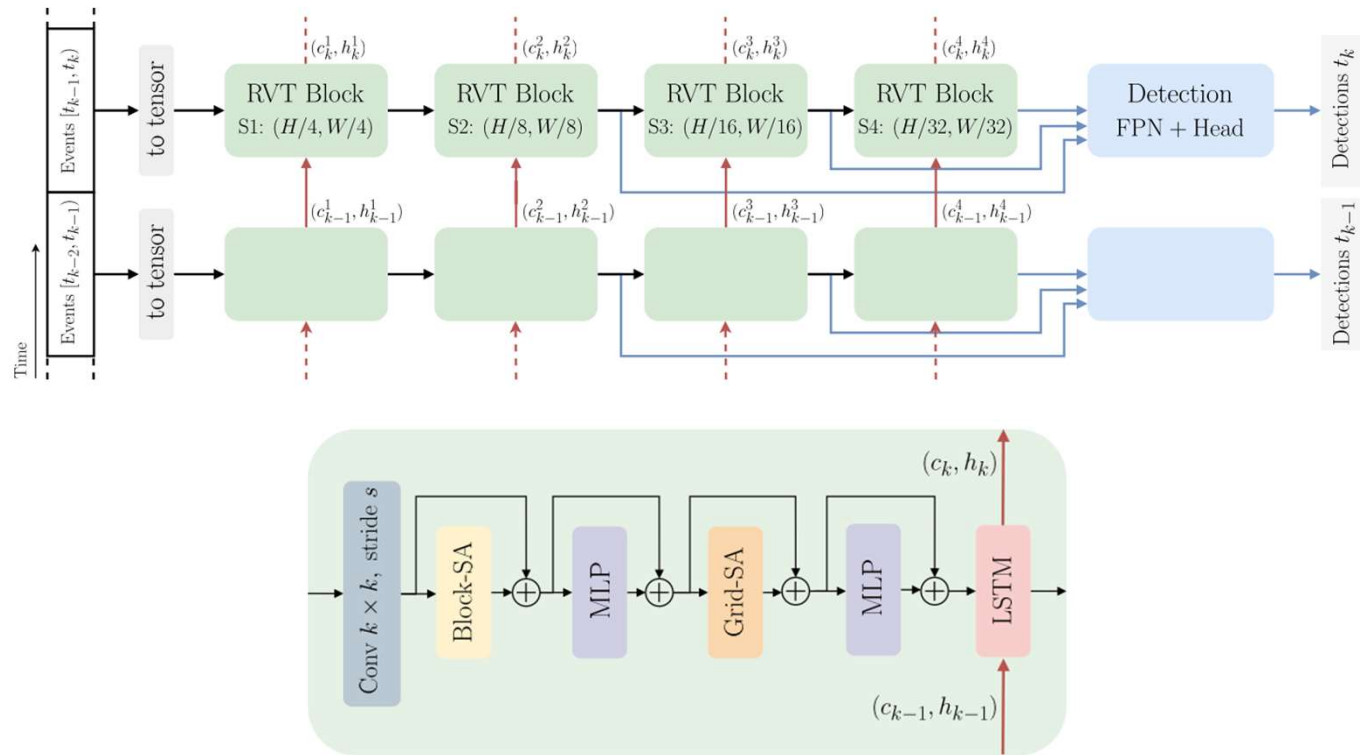 Time
Events [t_{k-1}, t_k)
to tensor
(c_k^1, h_k^1)
RVT Block
S1: (H/4, W/4)
(c_k^2, h_k^2)
RVT Block
S2: (H/8, W/8)
(c_k^3, h_k^3)
RVT Block
S3: (H/16, W/16)
(c_k^4, h_k^4)
RVT Block
S4: (H/32, W/32)
Detection
FPN + Head
Detections t_k
Events [t_{k-2}, t_{k-1})
to tensor
(c_{k-1}^1, h_{k-1}^1)
(c_{k-1}^2, h_{k-1}^2)
(c_{k-1}^3, h_{k-1}^3)
(c_{k-1}^4, h_{k-1}^4)
Detections t_{k-1}
Conv k × k, stride s
Block-SA
MLP
Grid-SA
MLP
LSTM
(c_k, h_k)
(c_{k-1}, h_{k-1})